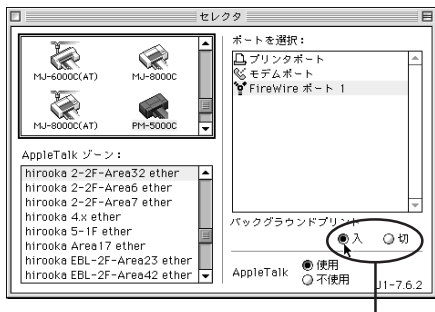 セレクタ
MJ-6000C(AT)
MJ-8000C
MJ-8000C(AT)
PM-5000C
AppleTalk ゾーン：
hirooka 2-2F-Area32 ether
hirooka 2-2F-Area6 ether
hirooka 2-2F-Area7 ether
hirooka 4.x ether
hirooka 5-1F ether
hirooka Area17 ether
hirooka EBL-2F-Area23 ether
hirooka EBL-2F-Area42 ether
ポートを選択：
プリンタポート
モデムポート
FireWire ポート 1
バックグラウンドプリント
入 切
AppleTalk
使用
不使用
J1-7.6.2